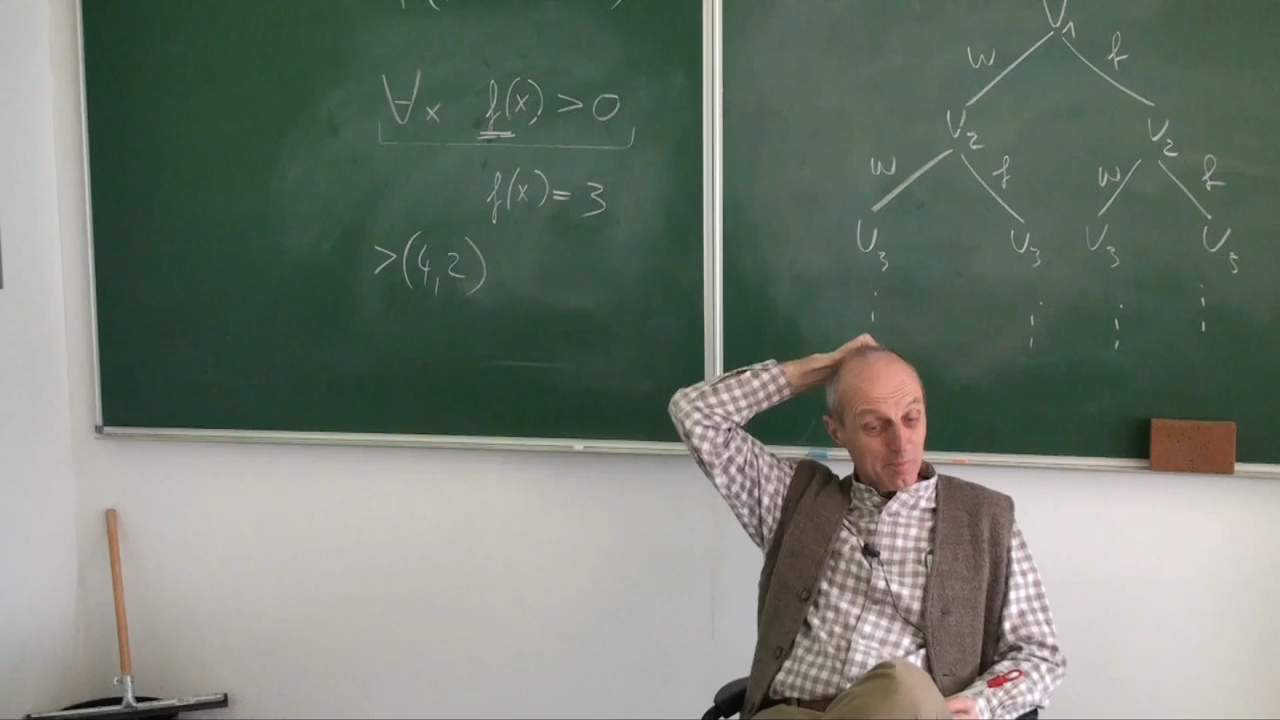 ∀x f(x) > 0
f(x) = 3
>(4,2)
V1
w f
V2 V2
w f w f
V3 V3 V3 V3